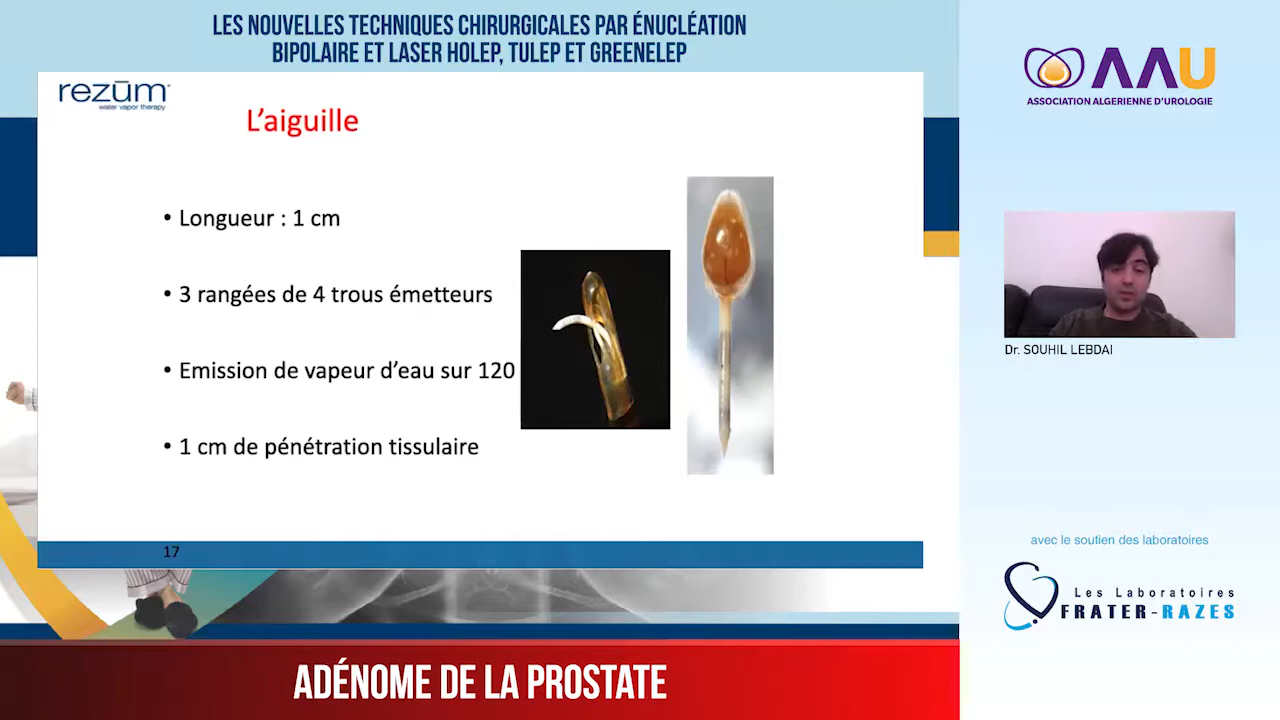 LES NOUVELLES TECHNIQUES CHIRURGICALES PAR ÉNUCLÉATION
BIPOLAIRE ET LASER HOLEP, TULEP ET GREENELEP
rezūm
water vapor therapy
L'aiguille
• Longueur : 1 cm
• 3 rangées de 4 trous émetteurs
• Emission de vapeur d'eau sur 120
• 1 cm de pénétration tissulaire
17
ADÉNOME DE LA PROSTATE
AAU
ASSOCIATION ALGERIENNE D'UROLOGIE
Dr. SOUHIL LEBDAI
avec le soutien des laboratoires
Les Laboratoires
FRATER-RAZES